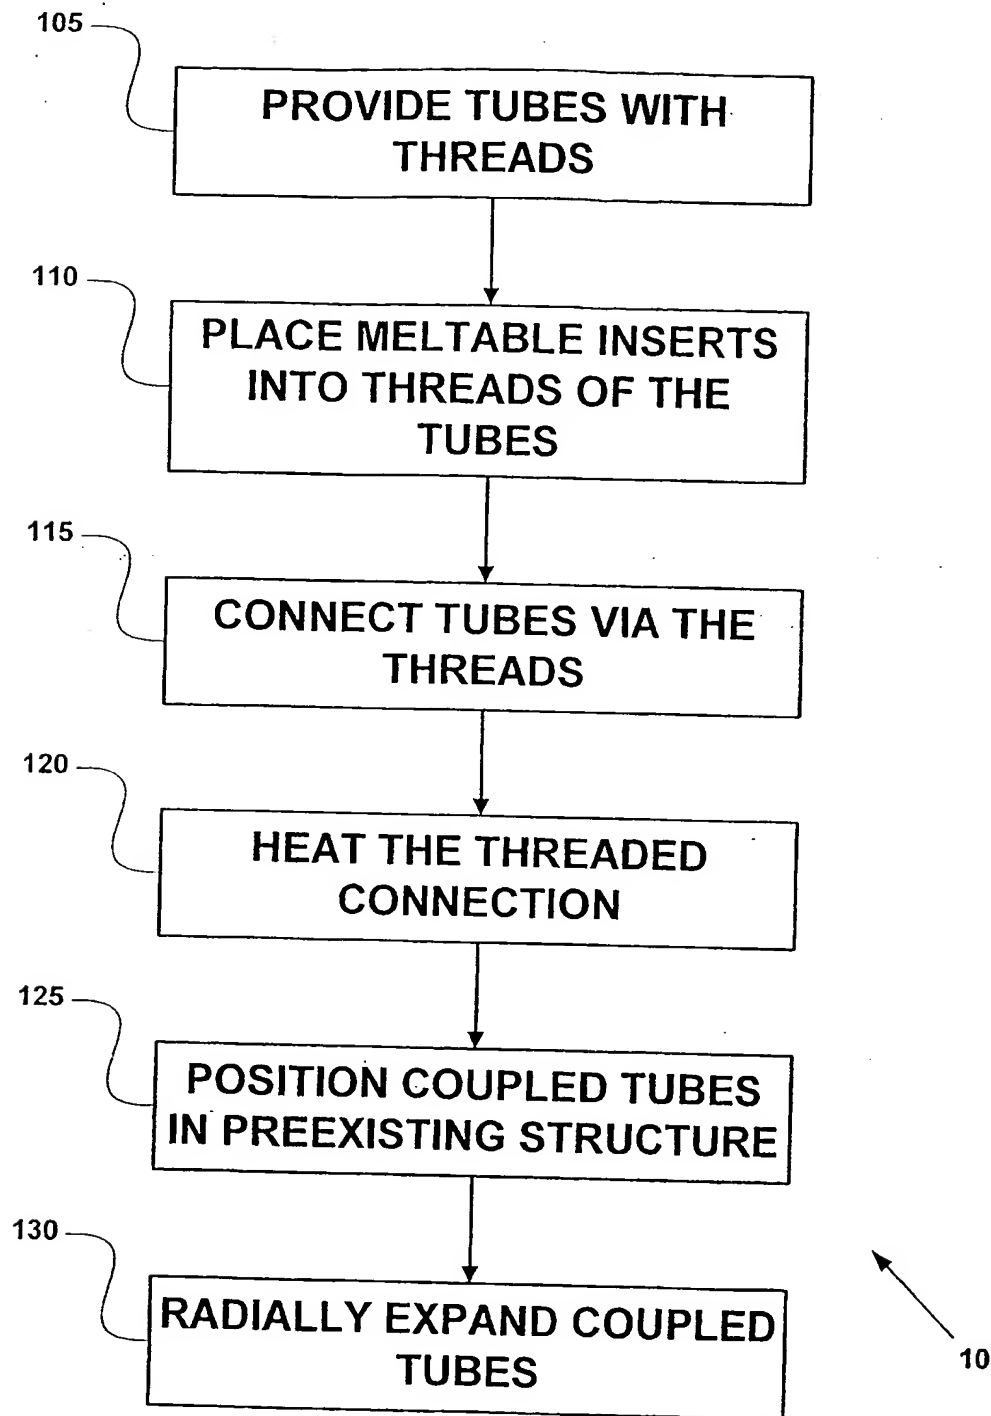 105
PROVIDE TUBES WITH
THREADS
110
PLACE MELTABLE INSERTS
INTO THREADS OF THE
TUBES
115
CONNECT TUBES VIA THE
THREADS
120
HEAT THE THREADED
CONNECTION
125
POSITION COUPLED TUBES
IN PREEXISTING STRUCTURE
130
RADIALLY EXPAND COUPLED
TUBES
10